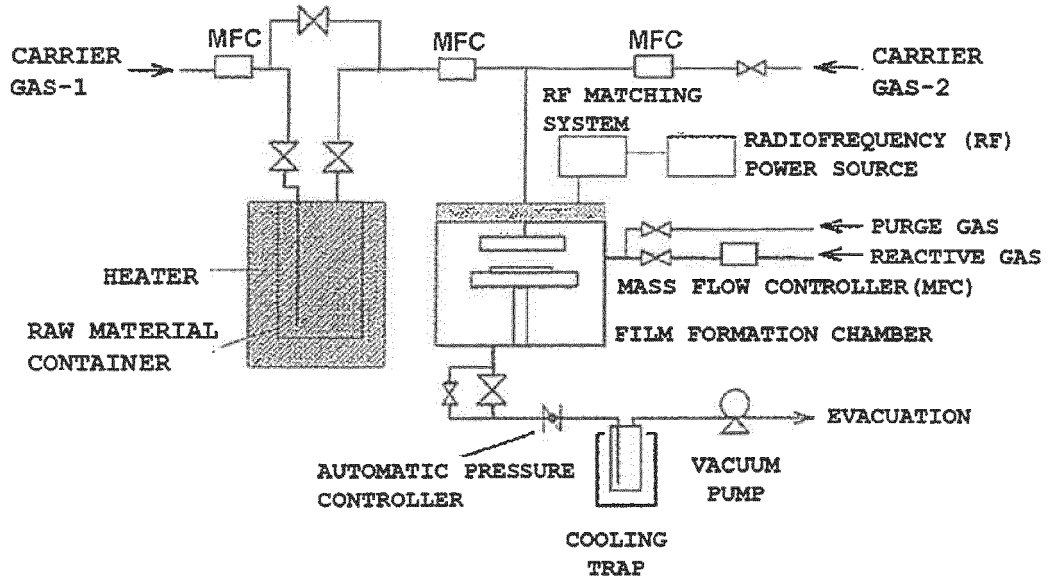 MFC
MFC
MFC
CARRIER
GAS-1
CARRIER
GAS-2
RF MATCHING
SYSTEM
RADIOFREQUENCY (RF)
POWER SOURCE
PURGE GAS
REACTIVE GAS
MASS FLOW CONTROLLER(MFC)
HEATER
RAW MATERIAL
CONTAINER
FILM FORMATION CHAMBER
EVACUATION
AUTOMATIC PRESSURE
CONTROLLER
VACUUM
PUMP
COOLING
TRAP